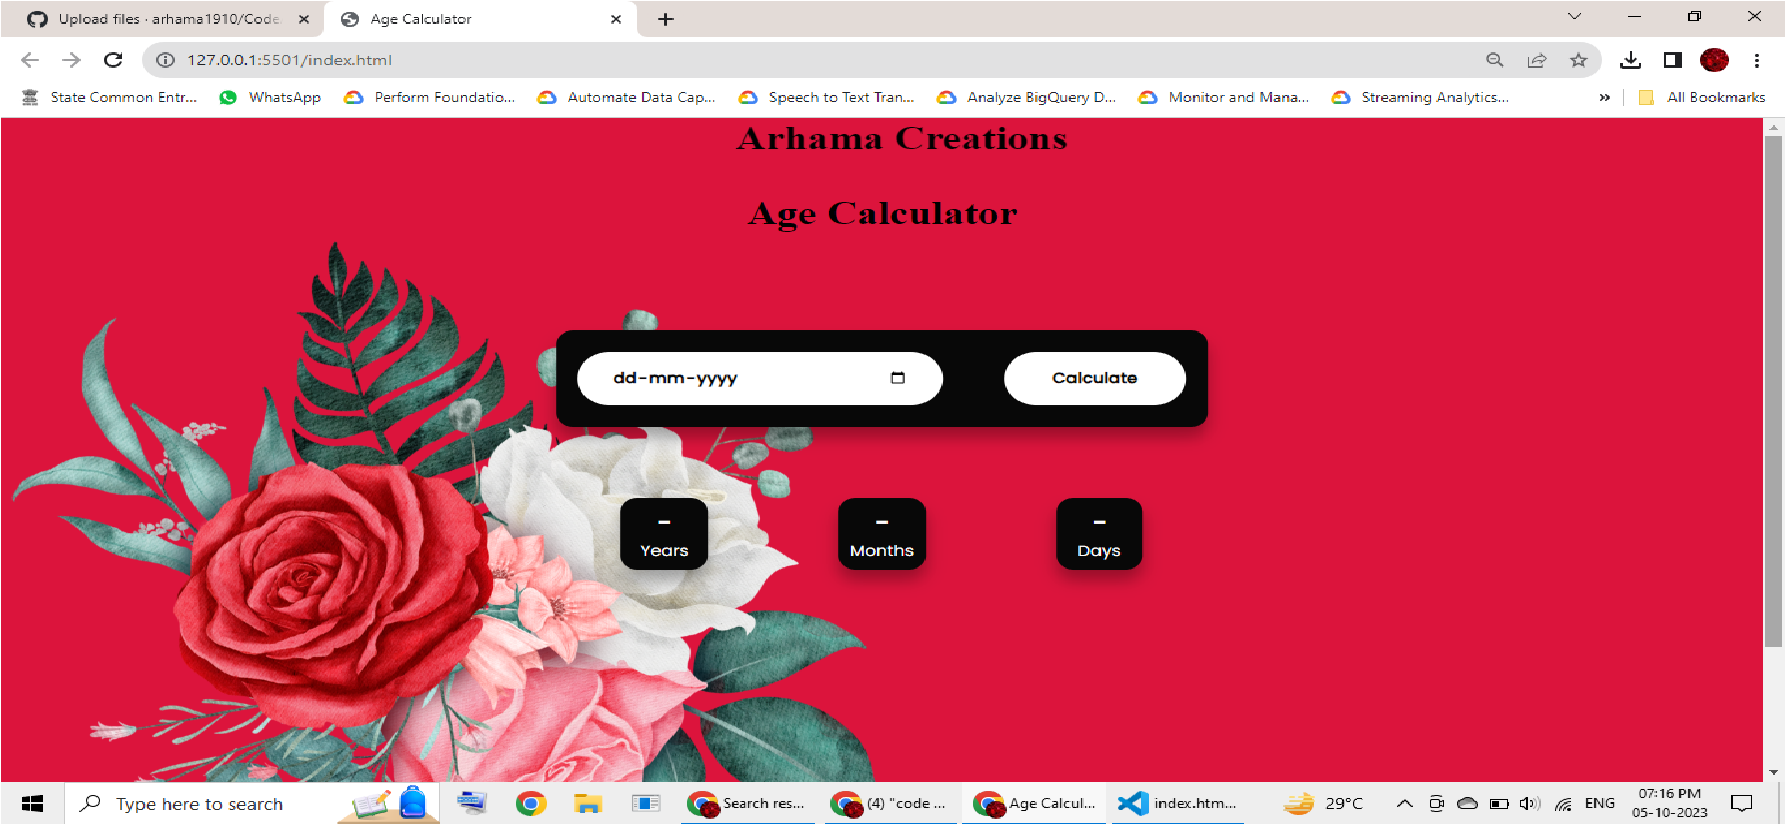 Upload files · arhama1910/Code
Age Calculator
127.0.0.1:5501/index.html
State Common Entr...
WhatsApp
Perform Foundatio...
Automate Data Cap...
Speech to Text Tran...
Analyze BigQuery D...
Monitor and Mana...
Streaming Analytics...
»
All Bookmarks
Arhama Creations
Age Calculator
dd-mm-yyyy
Calculate
- - -
Years Months Days
Type here to search
Search res...
(4) "code ...
Age Calcul...
index.htm...
29°C
ENG
07:16 PM
05-10-2023